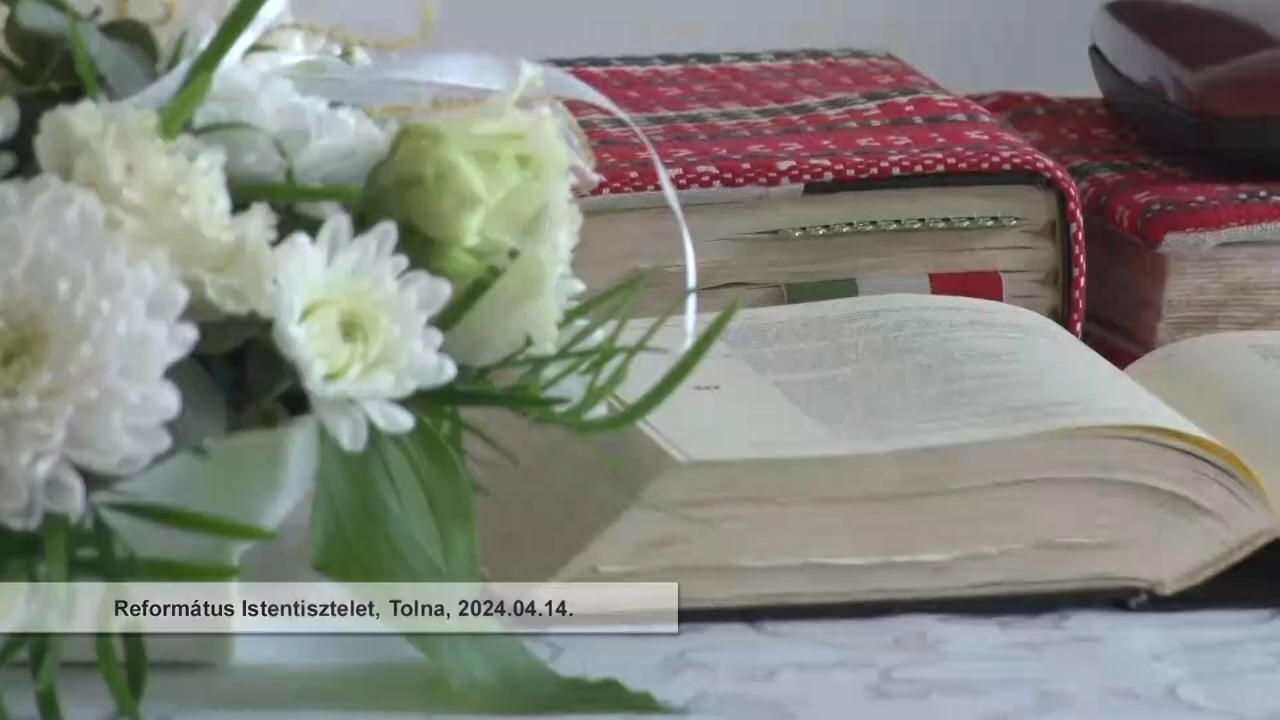 Református Istentisztelet, Tolna, 2024.04.14.